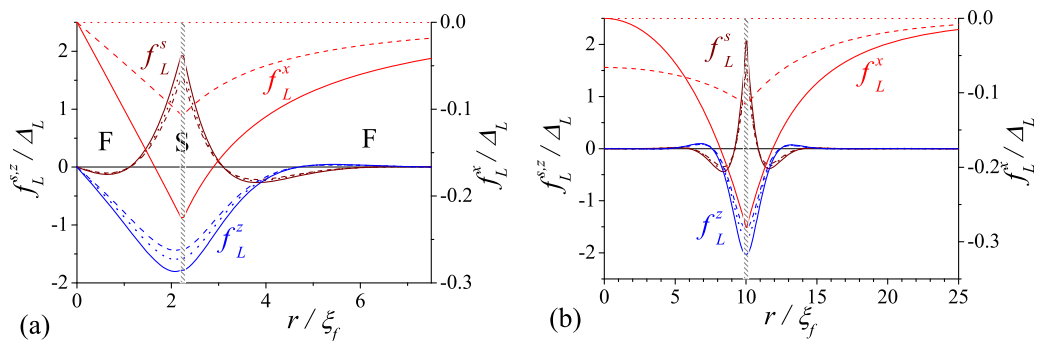 2
1
0
-1
-2
f_L^{s,z} / Δ_L
f_L^s
f_L^x
F
S
F
f_L^z
0.0
-0.1
-0.2
-0.3
f_L^x / Δ_L
0 2 4 6
(a)
r / ξ_f
2
1
0
-1
-2
f_L^{s,z} / Δ_L
f_L^s
f_L^x
f_L^z
0.0
-0.1
-0.2
-0.3
f_L^x / Δ_L
0 5 10 15 20 25
(b)
r / ξ_f